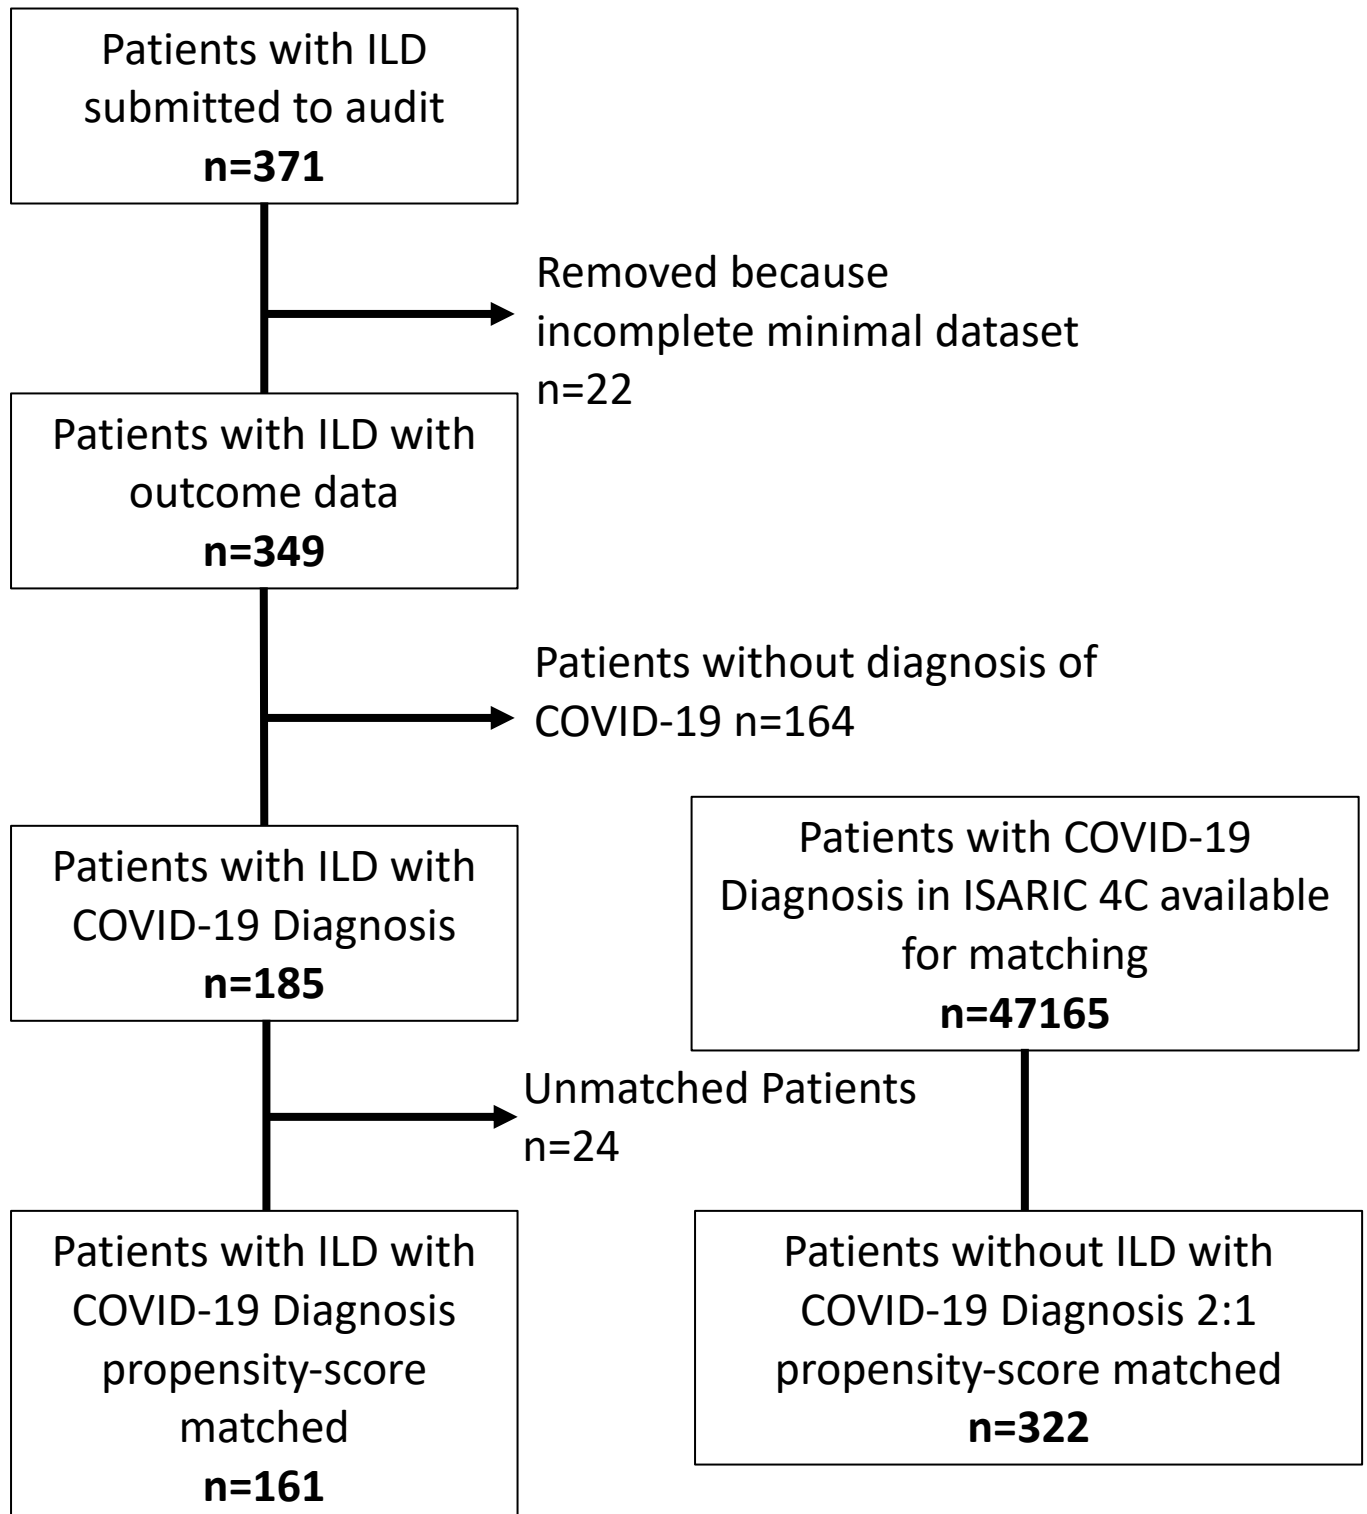 Patients with ILD
submitted to audit
n=371
Removed because
incomplete minimal dataset
n=22
Patients with ILD with
outcome data
n=349
Patients without diagnosis of
COVID-19 n=164
Patients with ILD with
COVID-19 Diagnosis
n=185
Patients with COVID-19
Diagnosis in ISARIC 4C available
for matching
n=47165
Unmatched Patients
n=24
Patients with ILD with
COVID-19 Diagnosis
propensity-score
matched
n=161
Patients without ILD with
COVID-19 Diagnosis 2:1
propensity-score matched
n=322